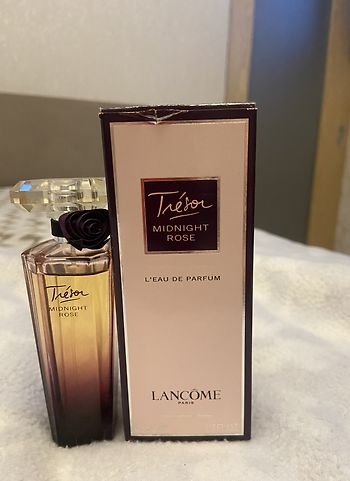 Trésor
MIDNIGHT
ROSE
L'EAU DE PARFUM
LANCÔME
PARIS
Trésor
MIDNIGHT
ROSE